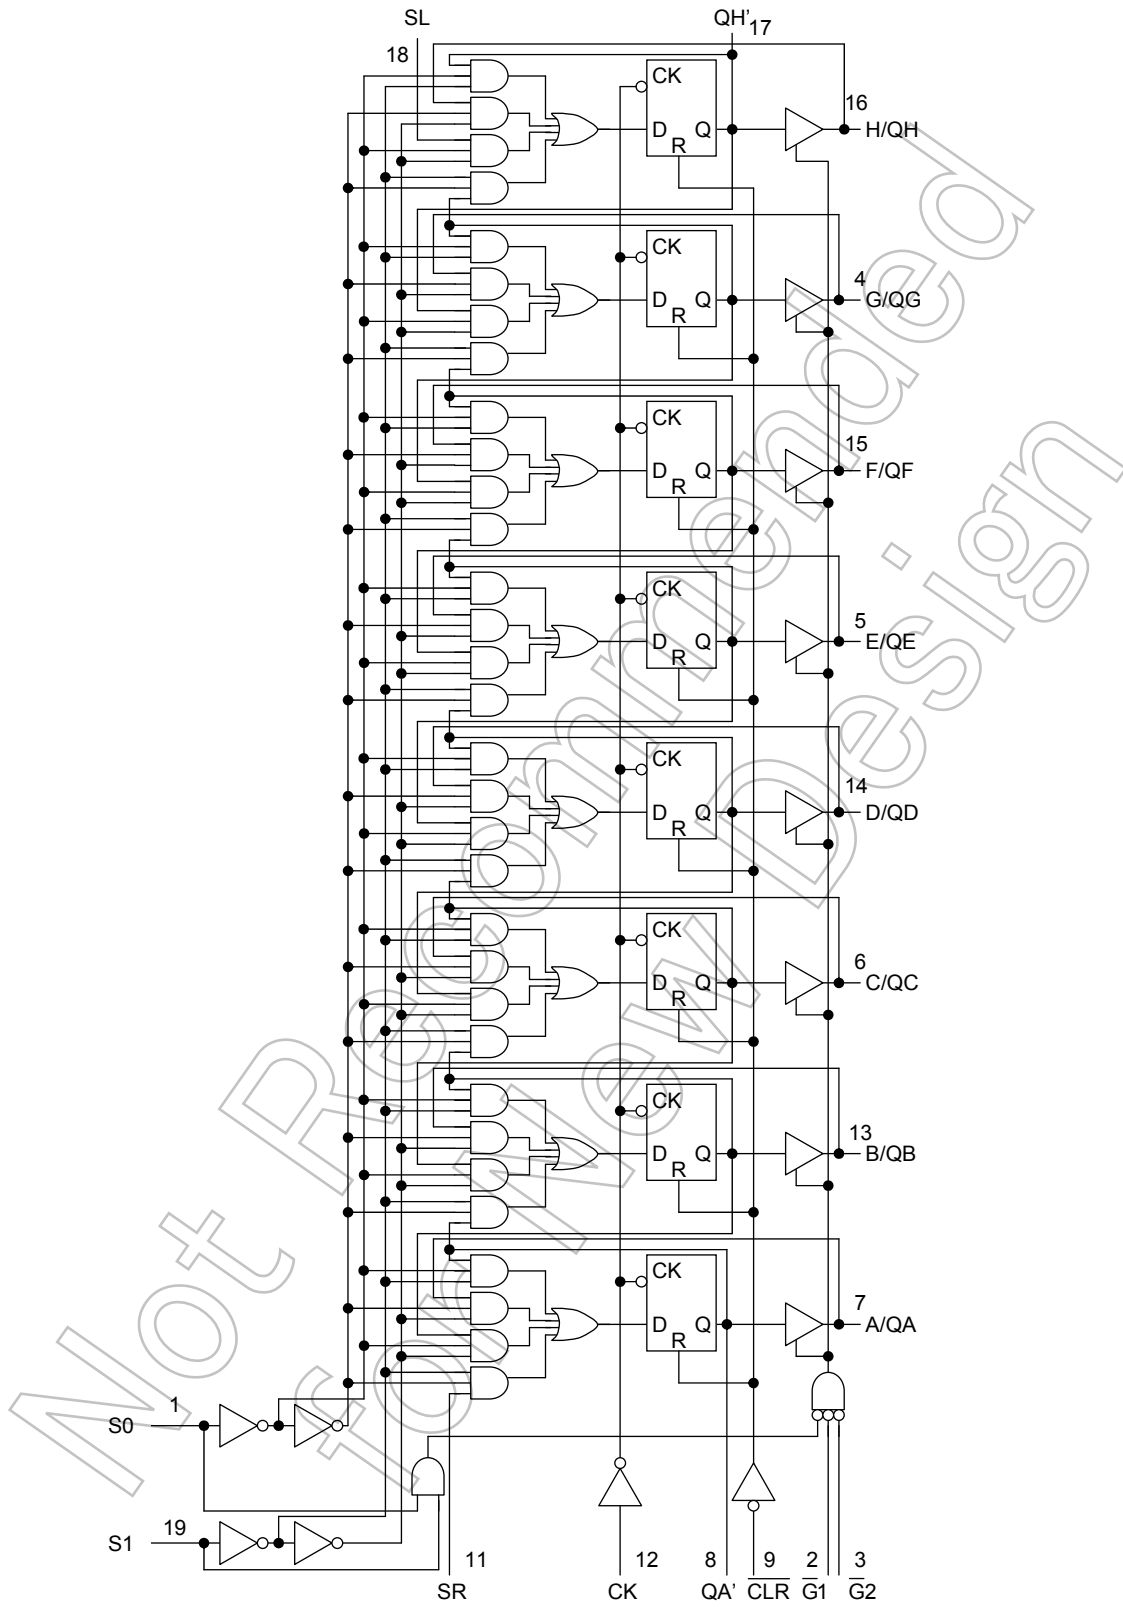 SL
QH'
17
18
CK
D
Q
R
16
H/QH
CK
D
Q
R
4
G/QG
CK
D
Q
R
15
F/QF
CK
D
Q
R
5
E/QE
CK
D
Q
R
14
D/QD
CK
D
Q
R
6
C/QC
CK
D
Q
R
13
B/QB
CK
D
Q
R
7
A/QA
S0
1
S1
19
11
SR
12
CK
8
QA'
9
CLR
2
G1
3
G2
Not Recommended
for New Design